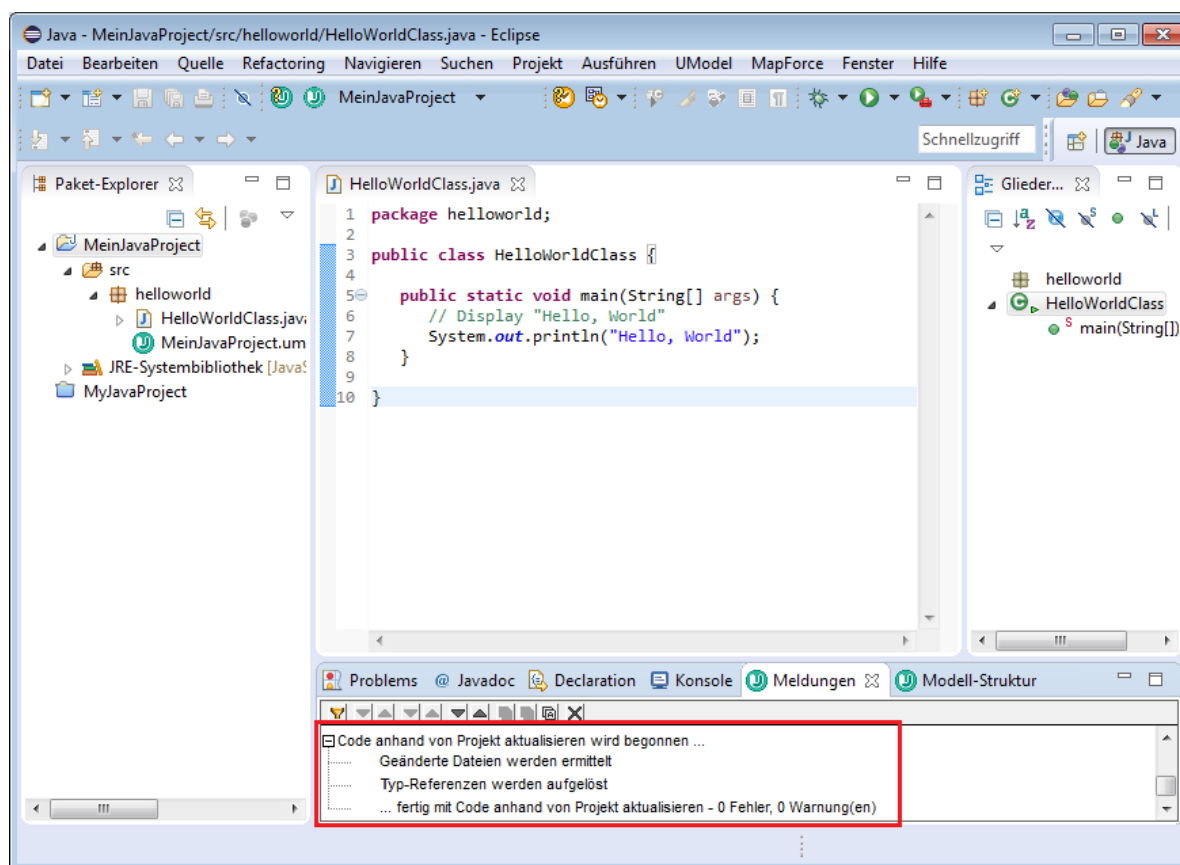 Java - MeinJavaProject/src/helloworld/HelloWorldClass.java - Eclipse
Datei Bearbeiten Quelle Refactoring Navigieren Suchen Projekt Ausführen UModel MapForce Fenster Hilfe
MeinJavaProject
Schnellzugriff Java
Paket-Explorer
MeinJavaProject
src
helloworld
HelloWorldClass.java
MeinJavaProject.um
JRE-Systembibliothek [JavaS
MyJavaProject
HelloWorldClass.java
1 package helloworld;
2
3 public class HelloWorldClass {
4
5 public static void main(String[] args) {
6 // Display "Hello, World"
7 System.out.println("Hello, World");
8 }
9
10 }
Glieder...
helloworld
HelloWorldClass
S main(String[])
Problems @ Javadoc Declaration Konsole Meldungen Modell-Struktur
Code anhand von Projekt aktualisieren wird begonnen ...
Geänderte Dateien werden ermittelt
Typ-Referenzen werden aufgelöst
... fertig mit Code anhand von Projekt aktualisieren - 0 Fehler, 0 Warnung(en)